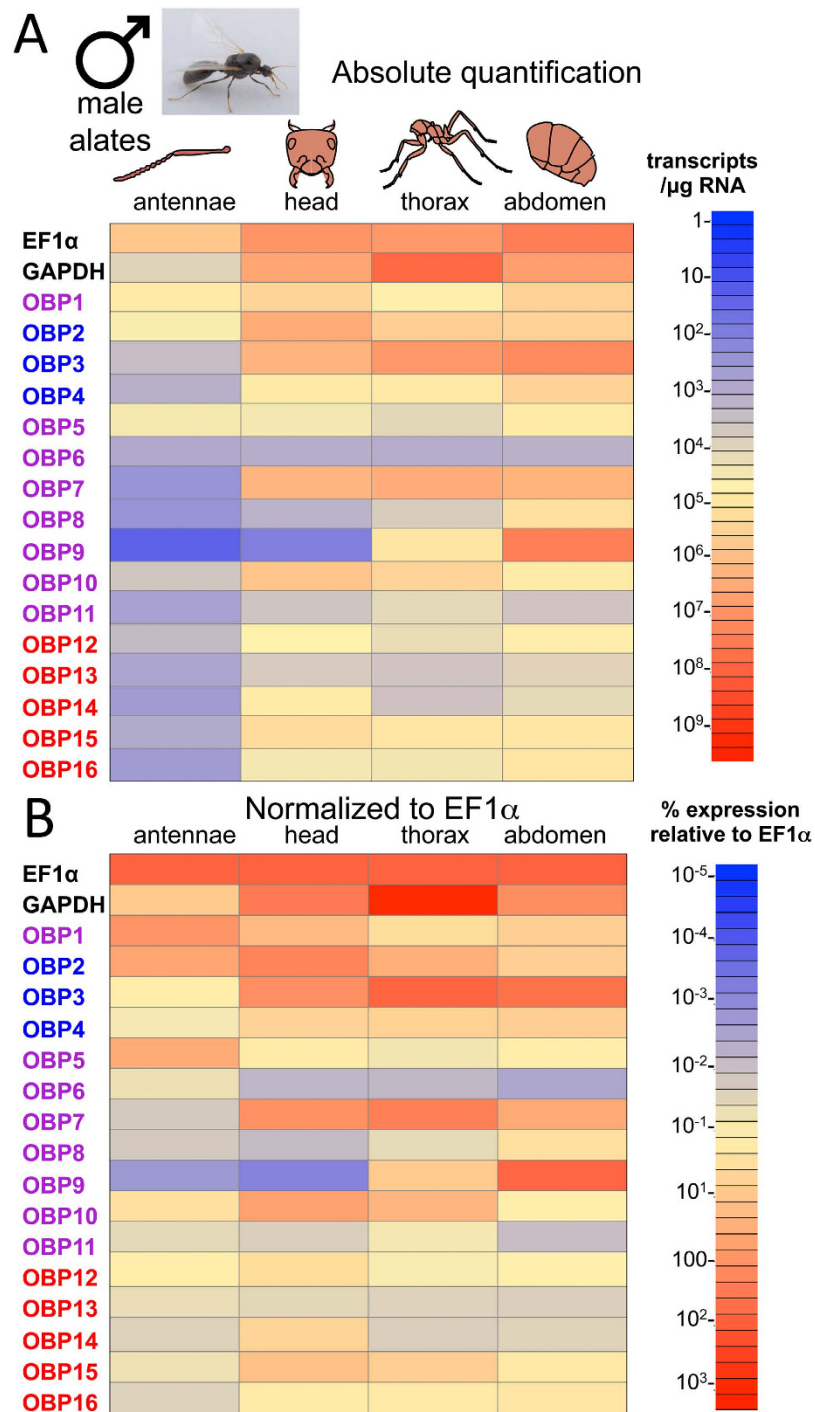 A
male
alates
Absolute quantification
antennae head thorax abdomen
transcripts
/µg RNA
EF1α
GAPDH
OBP1
OBP2
OBP3
OBP4
OBP5
OBP6
OBP7
OBP8
OBP9
OBP10
OBP11
OBP12
OBP13
OBP14
OBP15
OBP16
1-
10-
10²-
10³-
10⁴-
10⁵-
10⁶-
10⁷-
10⁸-
10⁹-
B
Normalized to EF1α
antennae head thorax abdomen
% expression
relative to EF1α
EF1α
GAPDH
OBP1
OBP2
OBP3
OBP4
OBP5
OBP6
OBP7
OBP8
OBP9
OBP10
OBP11
OBP12
OBP13
OBP14
OBP15
OBP16
10⁻⁵-
10⁻⁴-
10⁻³-
10⁻²-
10⁻¹-
10¹-
100-
10²-
10³-